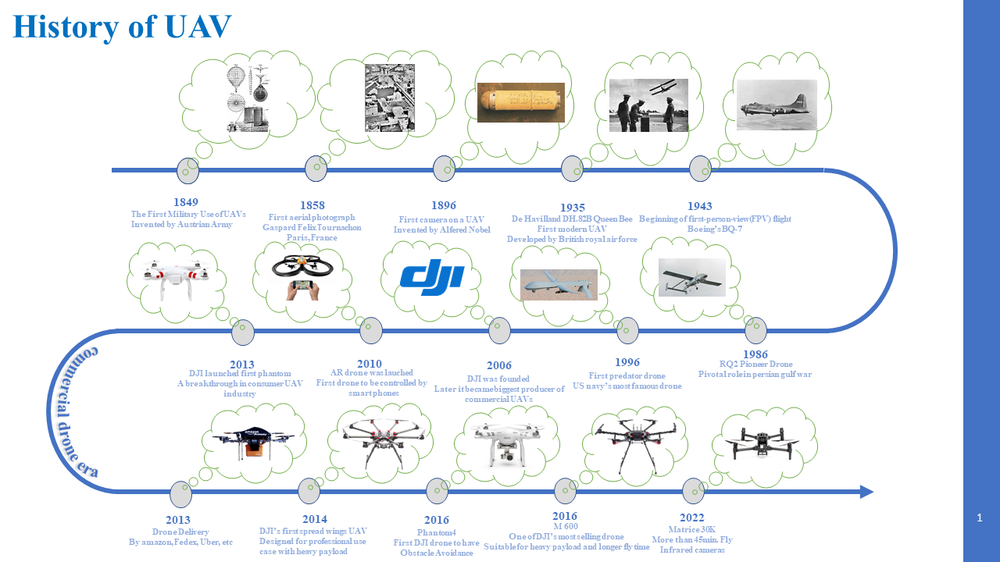 History of UAV
1849
The First Military Use of UAVs
Invented by Austrian Army
1858
First aerial photograph
Gaspard Felix Tournachon
Paris, France
1896
First camera on a UAV
Invented by Alfered Nobel
1935
De Havilland DH.82B Queen Bee
First modern UAV
Developed by British royal air force
1943
Beginning of first-person-view(FPV) flight
Boeing's BQ-7
dji
2013
DJI launched first phantom
A breakthrough in consumer UAV
industry
2010
AR drone was lauched
First drone to be controlled by
smart phones
2006
DJI was founded
Later it became biggest producer of
commercial UAVs
1996
First predator drone
US navy's most famous drone
1986
RQ2 Pioneer Drone
Pivotal role in persian gulf war
commercial drone era
amazon
2013
Drone Delivery
By amazon, Fedex, Uber, etc
2014
DJI's first spread wings UAV
Designed for professional use
case with heavy payload
2016
Phantom4
First DJI drone to have
Obstacle Avoidance
2016
M 600
One of DJI's most selling drone
Suitable for heavy payload and longer fly time
2022
Matrice 30K
More than 45min. Fly
Infrared cameras
1